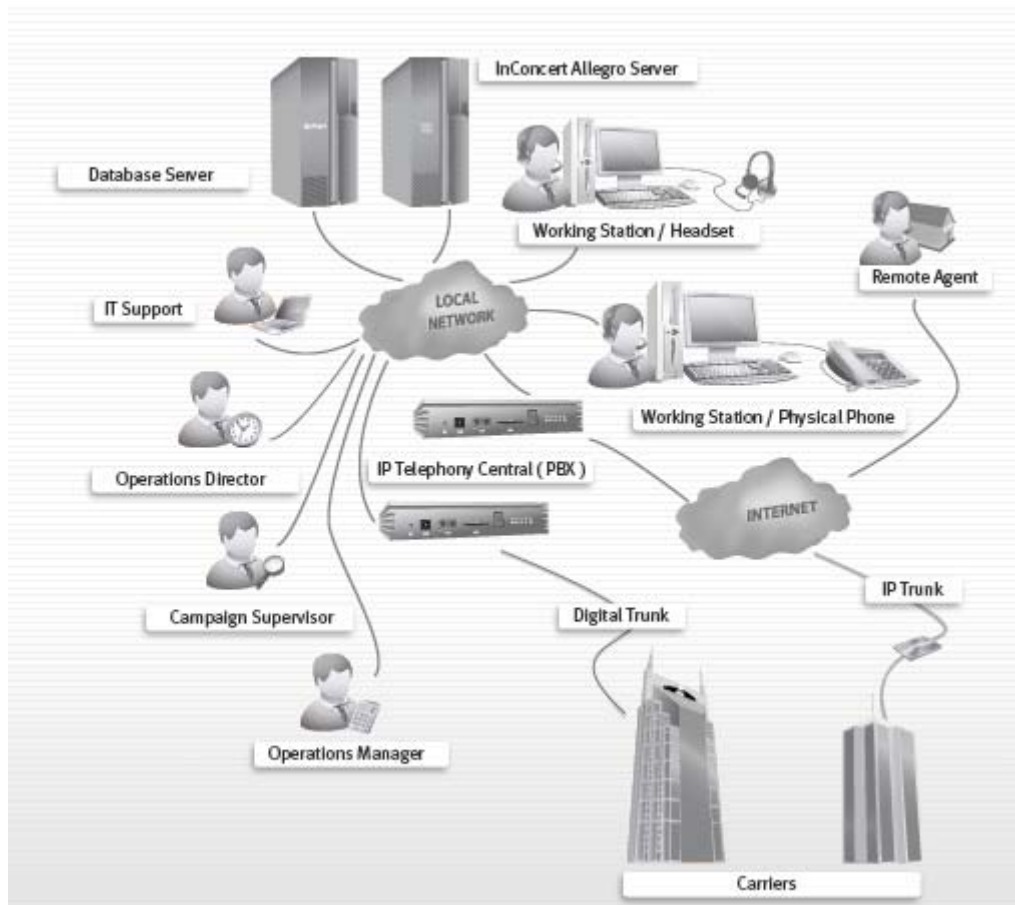 InConcert Allegro Server
Database Server
Working Station / Headset
Remote Agent
IT Support
LOCAL
NETWORK
Working Station / Physical Phone
Operations Director
IP Telephony Central ( PBX )
INTERNET
Campaign Supervisor
Digital Trunk
IP Trunk
Operations Manager
Carriers